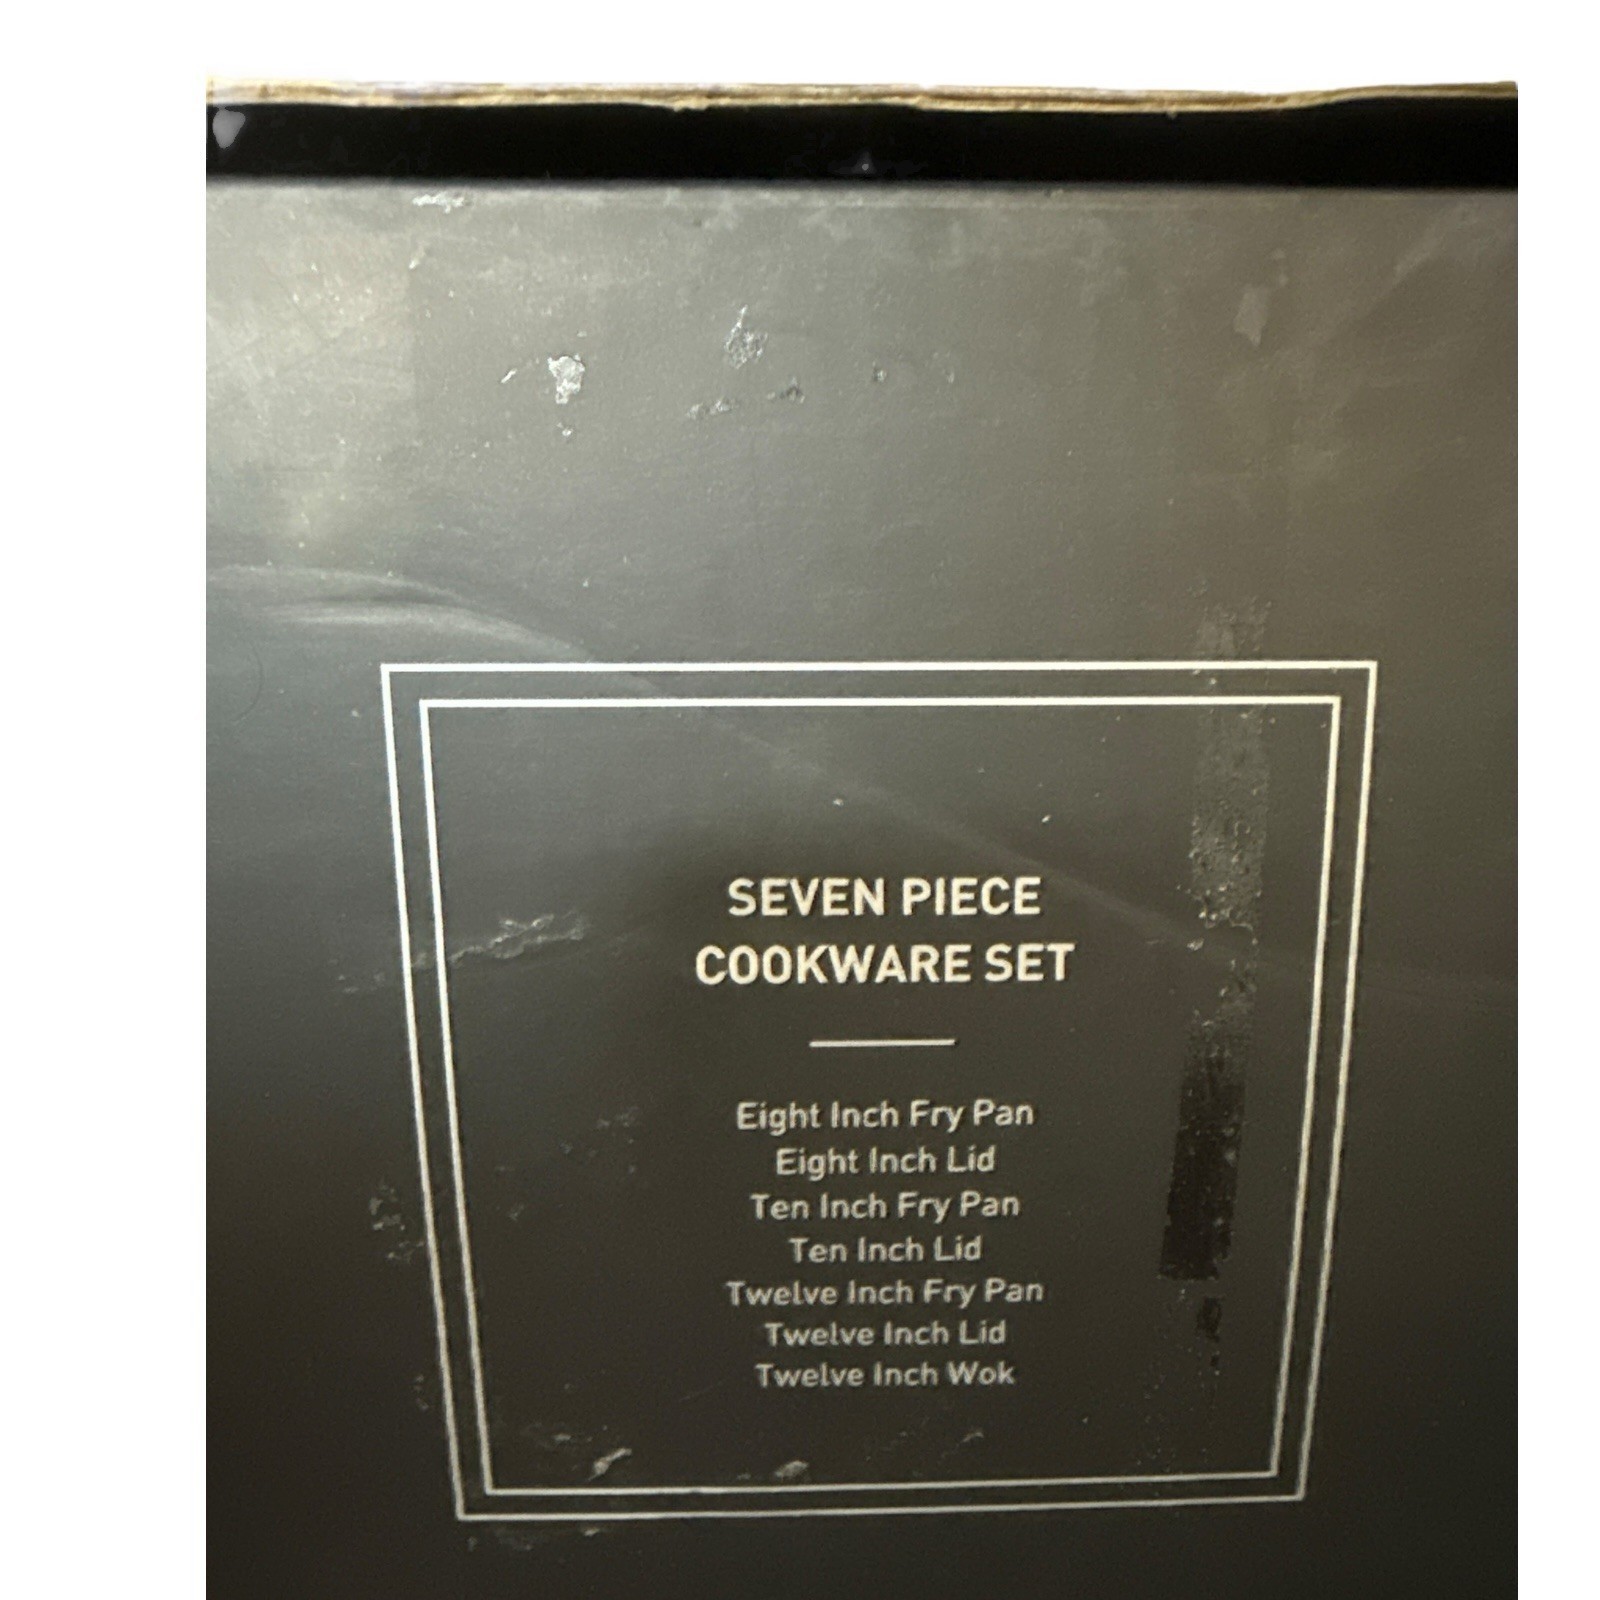 SEVEN PIECE
COOKWARE SET
Eight Inch Fry Pan
Eight Inch Lid
Ten Inch Fry Pan
Ten Inch Lid
Twelve Inch Fry Pan
Twelve Inch Lid
Twelve Inch Wok